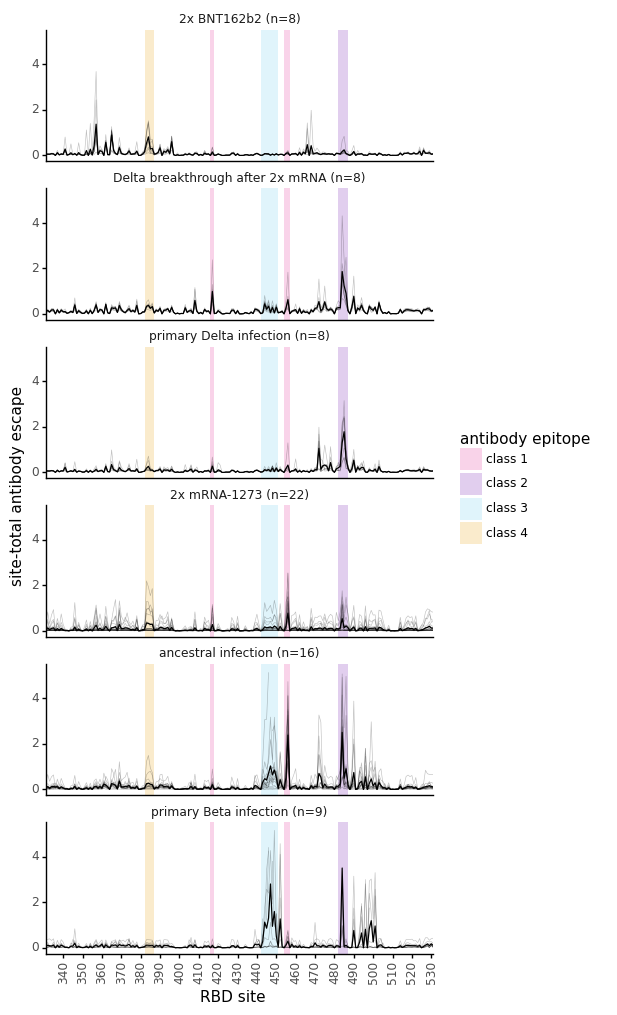 2x BNT162b2 (n=8)
4
2
0
Delta breakthrough after 2x mRNA (n=8)
4
2
0
primary Delta infection (n=8)
4
2
0
2x mRNA-1273 (n=22)
4
2
0
ancestral infection (n=16)
4
2
0
primary Beta infection (n=9)
4
2
0
340 350 360 370 380 390 400 410 420 430 440 450 460 470 480 490 500 510 520 530
RBD site
site-total antibody escape
antibody epitope
class 1
class 2
class 3
class 4